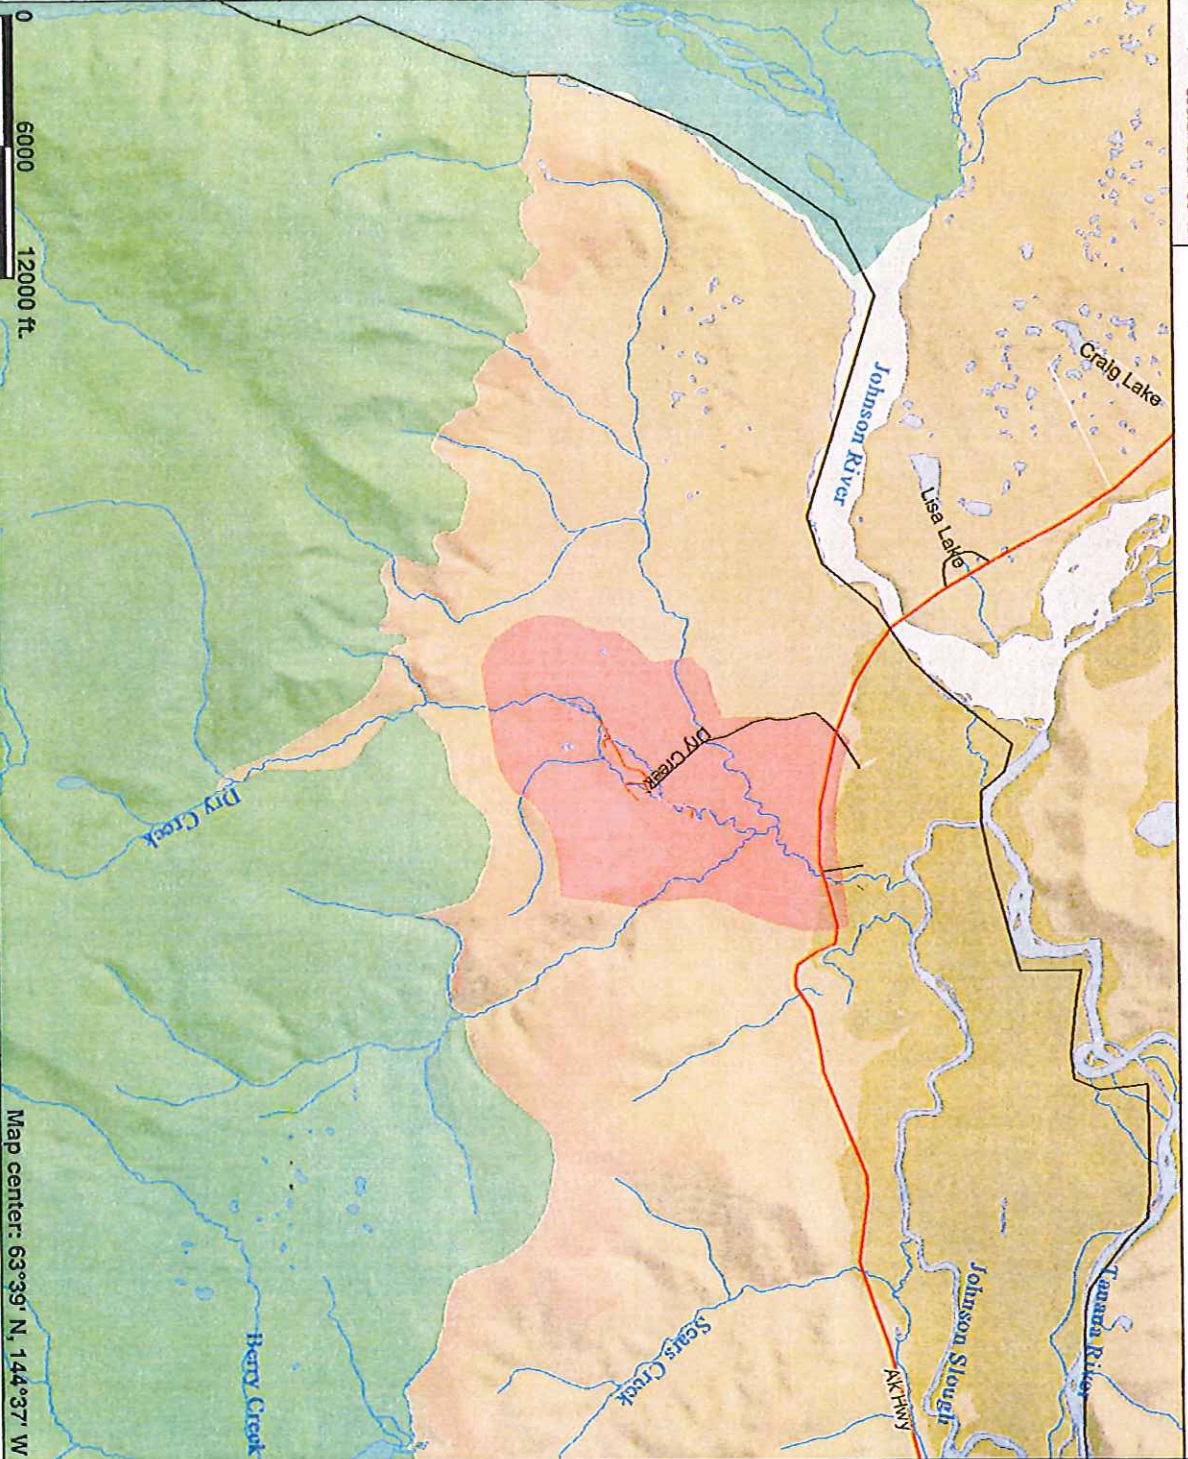 Craig Lake
Johnson River
Lisa Lake
Dry Creek
Dry Creek
Tanana River
Johnson Slough
Sears Creek
AK Hwy
Berry Creek
0 6000 12000 ft.
Map center: 63°39' N, 144°37' W